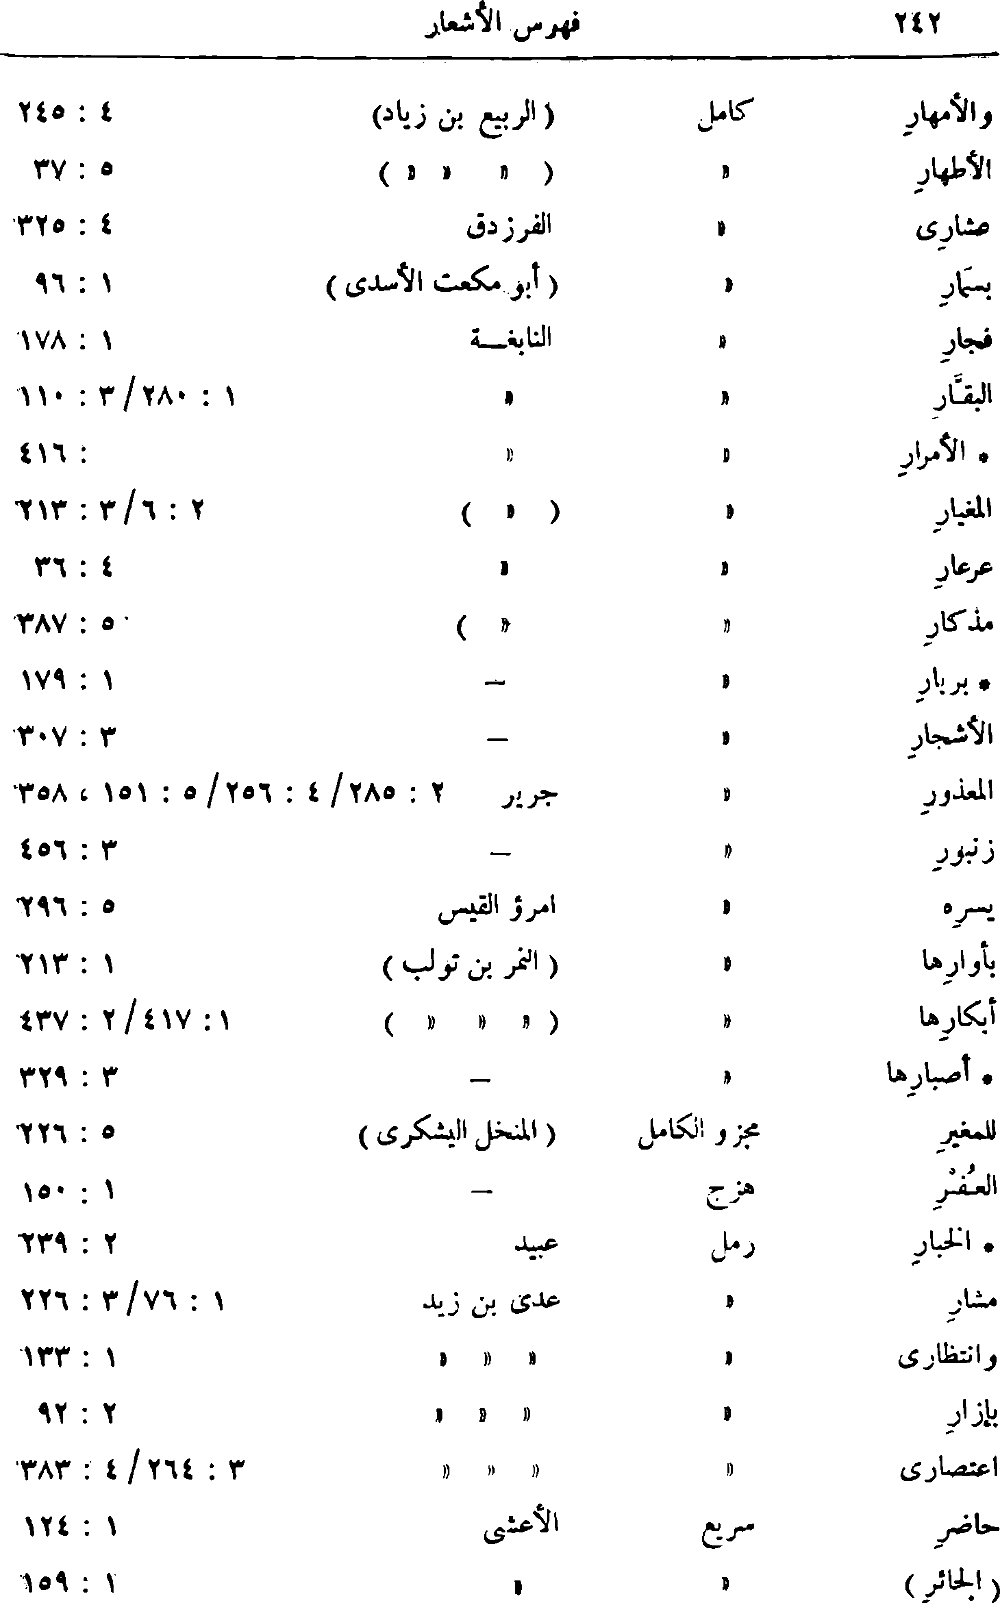 ٢٤٢ فهرس الأشعار
والأمهارِ كامل (الربيع بن زياد) ٤ : ٢٤٥
الأطهارِ » ( » » » ) ٥ : ٣٧
عشارِى » الفرزدق ٤ : ٣٢٥
بسمَارِ » (أبو مكعت الأسدى) ١ : ٩٦
فجارِ » النابغة ١ : ١٧٨
البقَّارِ » » ١ : ٢٨٠/٣ : ١١٠
* الأمرارِ » » : ٤١٦
المغيارِ » ( » ) ٢ : ٦/٣ : ٢١٣
عرعارِ » » ٤ : ٣٦
مذكارِ » » ) ٥ : ٣٨٧
* بربارِ » — ١ : ١٧٩
الأشجارِ » — ٣ : ٣٠٧
المعذورِ » جرير ٢ : ٢٨٥/٤ : ٢٥٦/٥ : ١٥١ ، ٣٥٨
زنبورِ » — ٣ : ٤٥٦
يسرِه » امرؤ القيس ٥ : ٢٩٦
بأوارِها » (النمر بن تولب) ١ : ٢١٣
أبكارِها » ( » » » ) ١ : ٤١٧/٢ : ٤٣٧
* أصبارِها » — ٣ : ٣٢٩
للمغيرِ مجزو الكامل (المنخل اليشكرى) ٥ : ٢٢٦
العُفْرِ هزج — ١ : ١٥٠
* الخبارِ رمل عبيد ٢ : ٢٣٩
مشارِ » عدى بن زيد ١ : ٧٦/٣ : ٢٢٦
وانتظارى » » » » ١ : ١٣٣
بإزارِ » » » » ٢ : ٩٢
اعتصارى » » » » ٣ : ٢٦٤/٤ : ٣٨٣
حاضرِ سريع الأعشى ١ : ١٢٤
(الجائرِ) » » ١ : ١٥٩